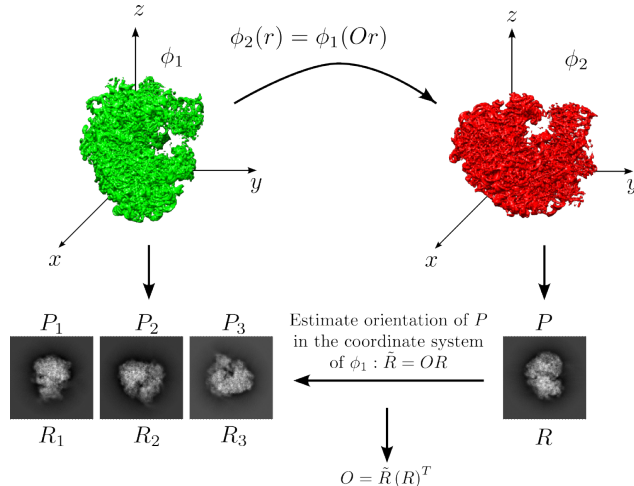 z
ϕ₁
ϕ₂(r) = ϕ₁(Or)
z
ϕ₂
y
x
y
x
P₁
P₂
P₃
Estimate orientation of P
in the coordinate system
of ϕ₁ : R̃ = OR
P
R₁
R₂
R₃
R
O = R̃(R)ᵀ